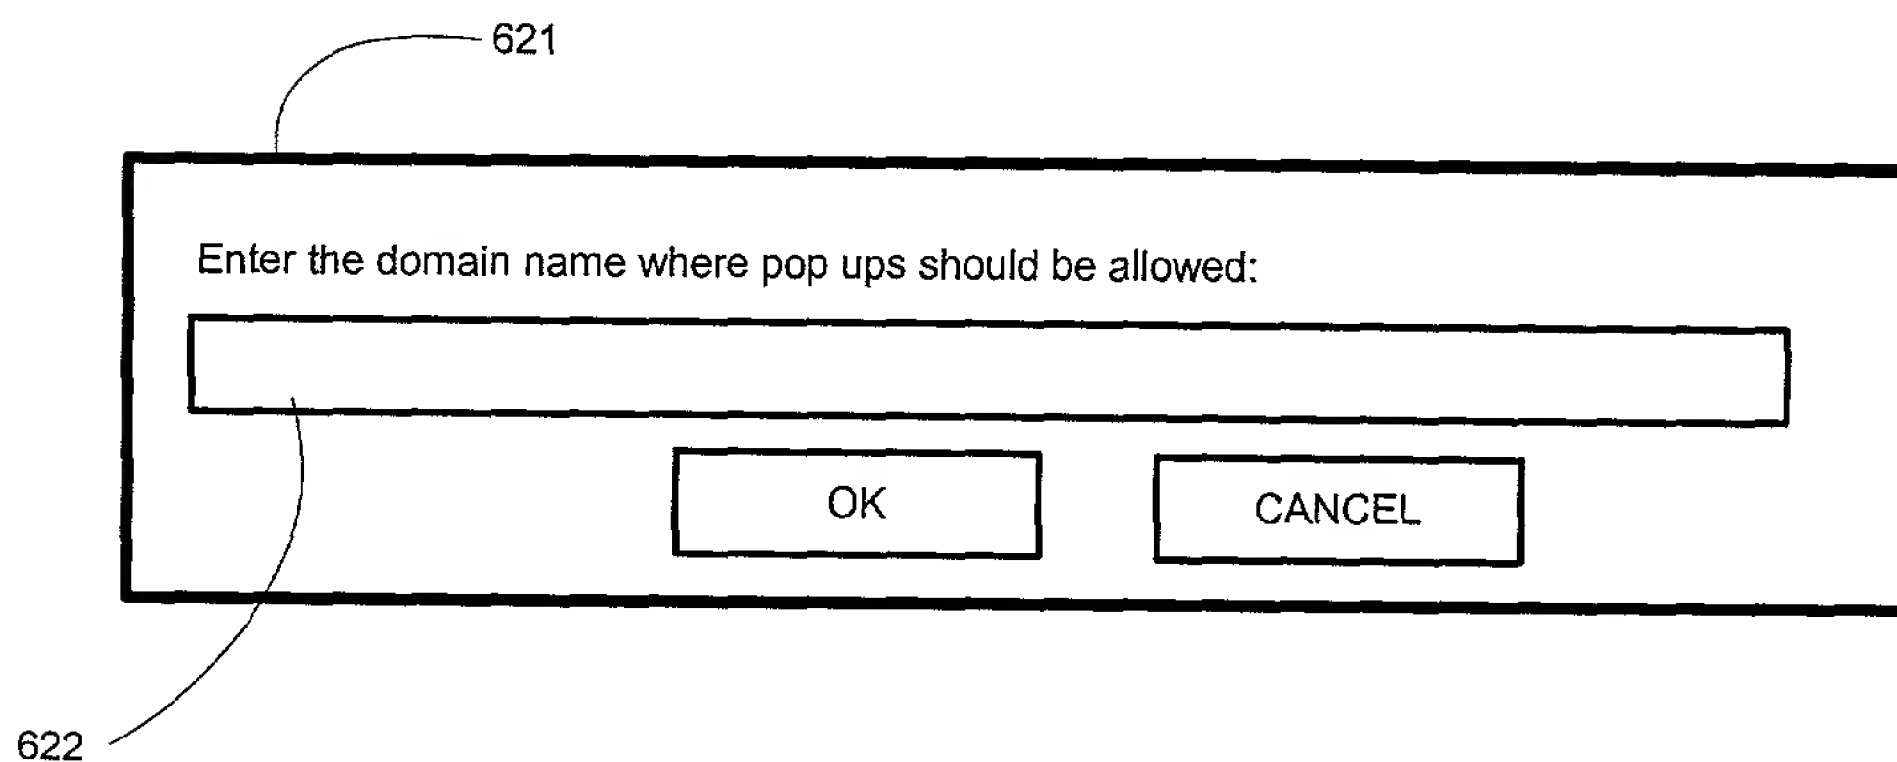 621
Enter the domain name where pop ups should be allowed:
OK CANCEL
622